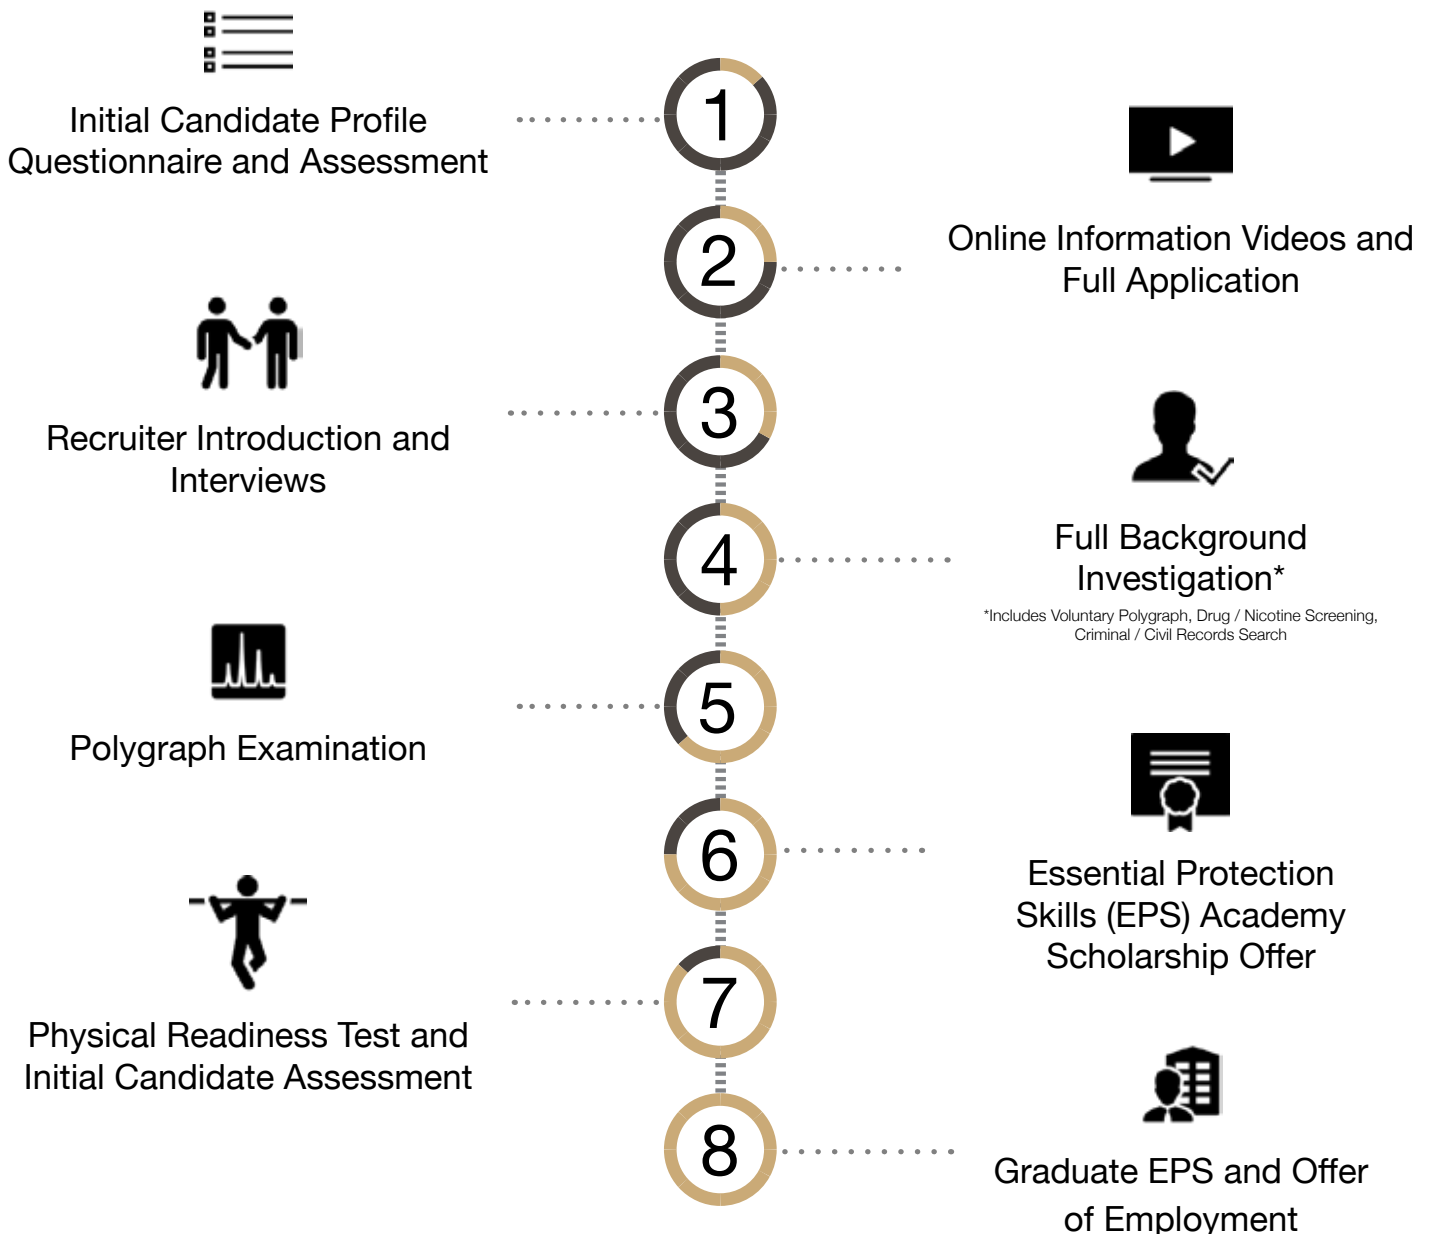 1
Initial Candidate Profile
Questionnaire and Assessment
2
Online Information Videos and
Full Application
3
Recruiter Introduction and
Interviews
4
Full Background
Investigation*
*Includes Voluntary Polygraph, Drug / Nicotine Screening,
Criminal / Civil Records Search
5
Polygraph Examination
6
Essential Protection
Skills (EPS) Academy
Scholarship Offer
7
Physical Readiness Test and
Initial Candidate Assessment
8
Graduate EPS and Offer
of Employment